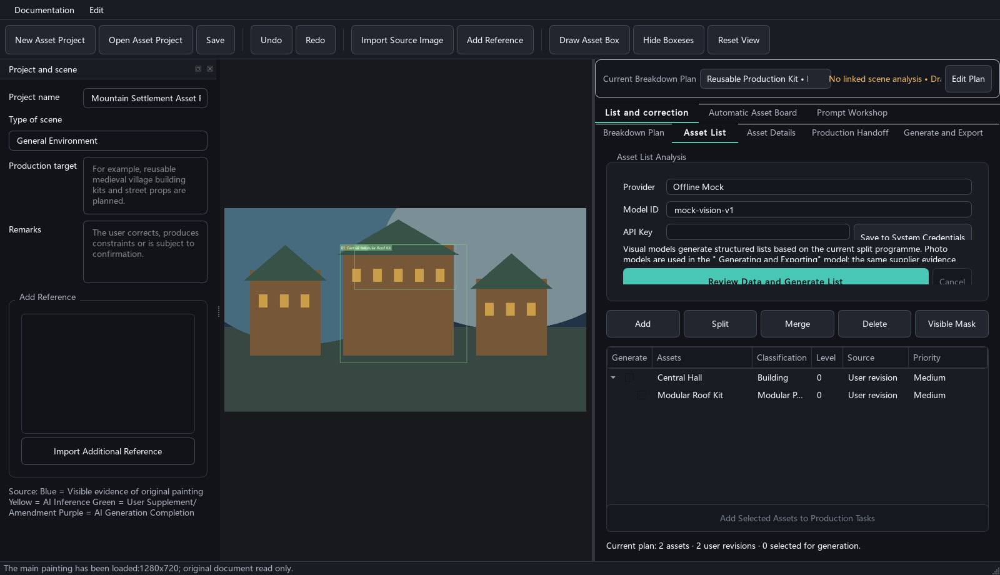 Documentation Edit
New Asset Project Open Asset Project Save Undo Redo Import Source Image Add Reference Draw Asset Box Hide Boxeses Reset View
Project and scene
Project name Mountain Settlement Asset
Type of scene
General Environment
Production target
For example, reusable
medieval village building
kits and street props are
planned.
Remarks
The user corrects, produces
constraints or is subject to
confirmation.
Add Reference
Import Additional Reference
Source: Blue = Visible evidence of original painting
Yellow = AI Inference Green = User Supplement/
Amendment Purple = AI Generation Completion
01 Cent
02 Modular Roof Kit
Current Breakdown Plan Reusable Production Kit • No linked scene analysis • Dra Edit Plan
List and correction Automatic Asset Board Prompt Workshop
Breakdown Plan Asset List Asset Details Production Handoff Generate and Export
Asset List Analysis
Provider Offline Mock
Model ID mock-vision-v1
API Key Save to System Credentials
Visual models generate structured lists based on the current split programme. Photo
models are used in the " Generating and Exporting" model; the same supplier evidence
Review Data and Generate List Cancel
Add Split Merge Delete Visible Mask
Generate Assets Classification Level Source Priority
Central Hall Building 0 User revision Medium
Modular Roof Kit Modular P... 0 User revision Medium
Add Selected Assets to Production Tasks
Current plan: 2 assets · 2 user revisions · 0 selected for generation.
The main painting has been loaded:1280x720; original document read only.